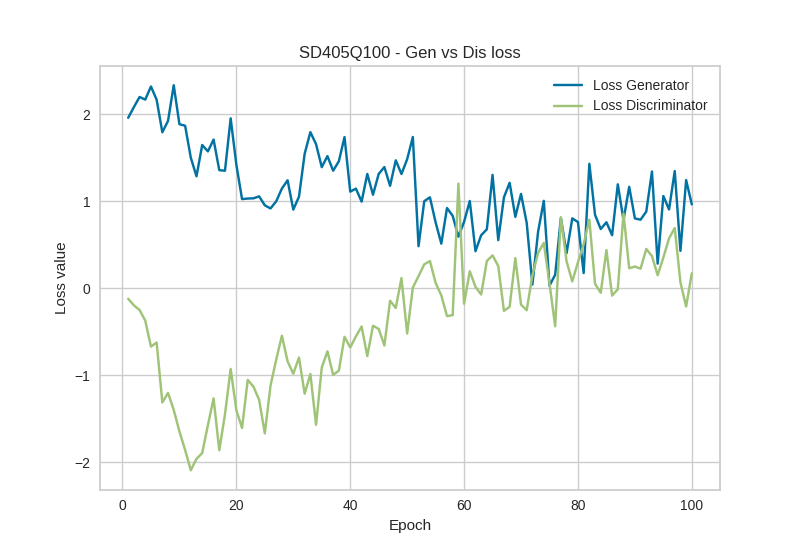 SD405Q100 - Gen vs Dis loss
Loss Generator
Loss Discriminator
2
1
0
−1
−2
Loss value
0 20 40 60 80 100
Epoch